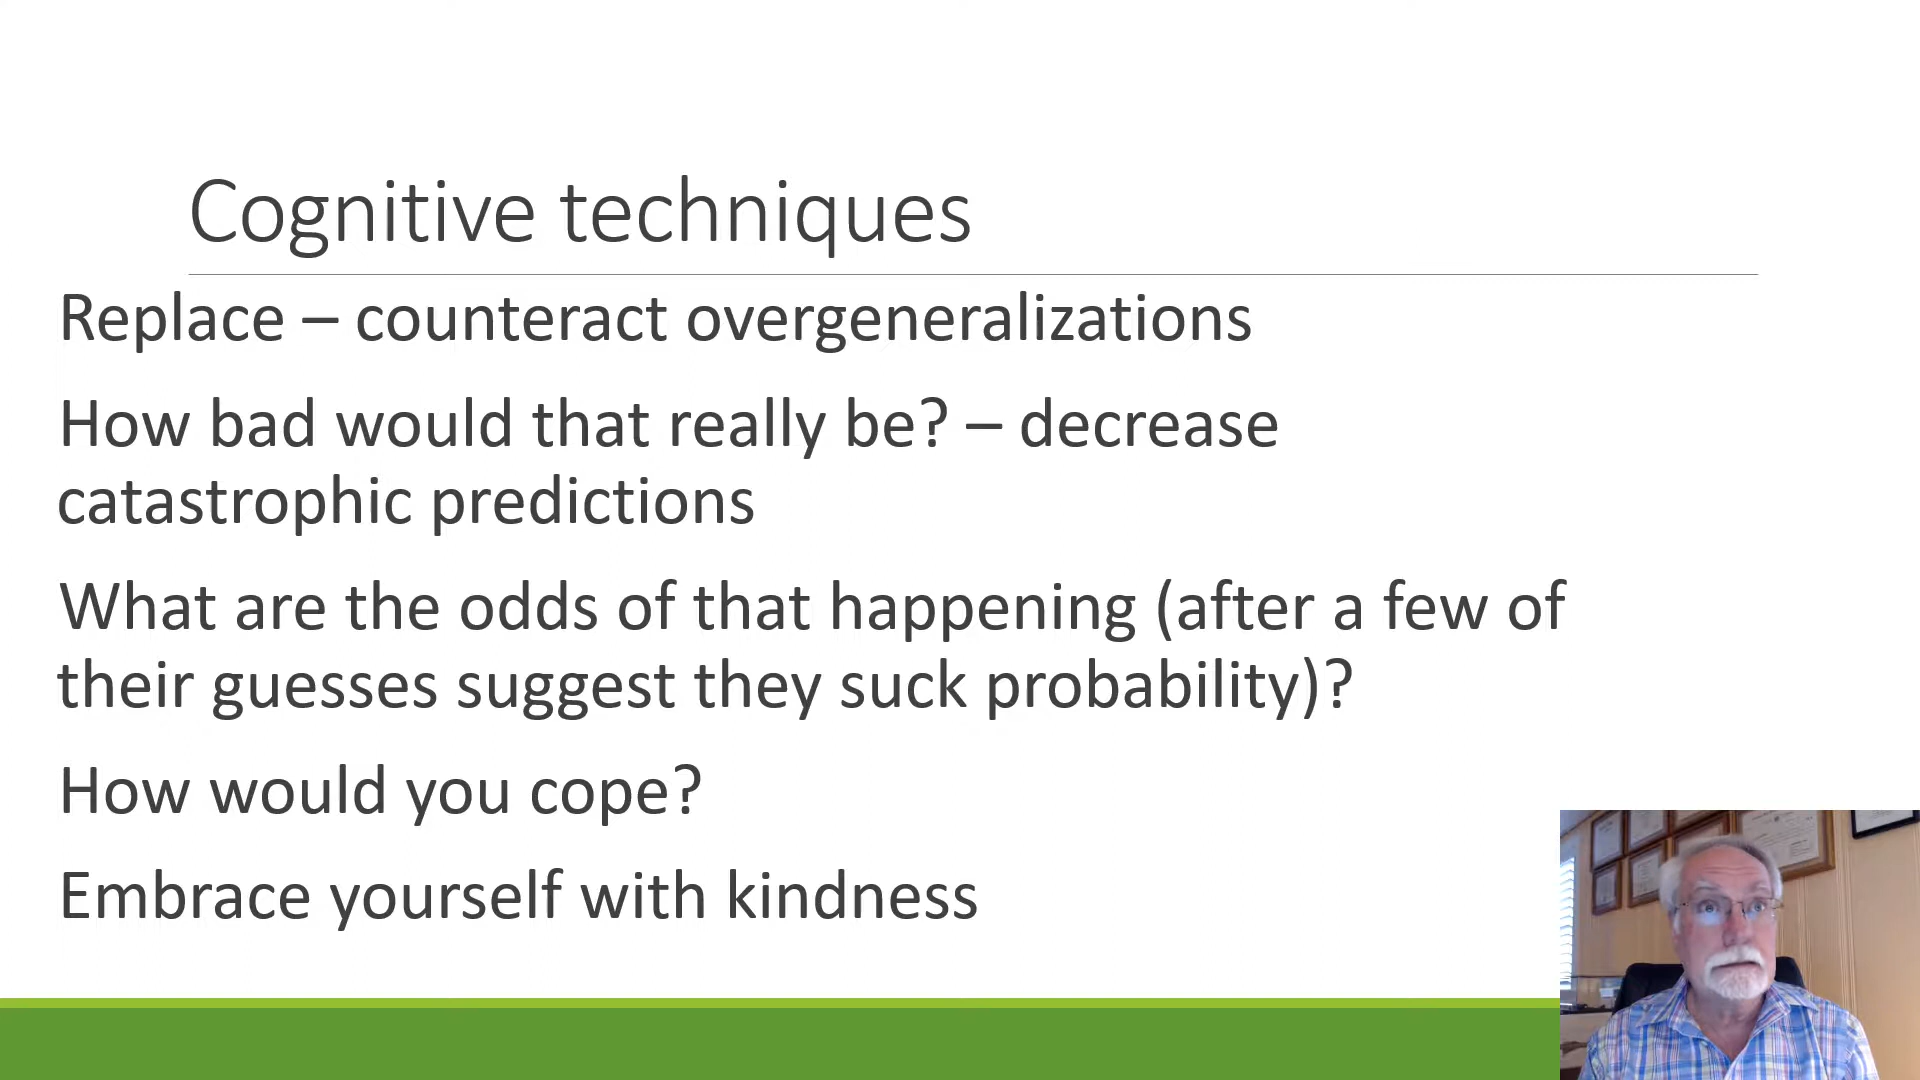 Cognitive techniques
Replace – counteract overgeneralizations
How bad would that really be? – decrease
catastrophic predictions
What are the odds of that happening (after a few of
their guesses suggest they suck probability)?
How would you cope?
Embrace yourself with kindness